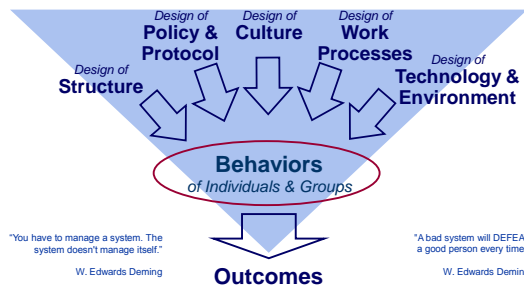 Design of
Structure
Design of
Policy &
Protocol
Design of
Culture
Design of
Work
Processes
Design of
Technology &
Environment
Behaviors
of Individuals & Groups
"You have to manage a system. The
system doesn't manage itself."
W. Edwards Deming
"A bad system will DEFEA
a good person every time
W. Edwards Dem
Outcomes